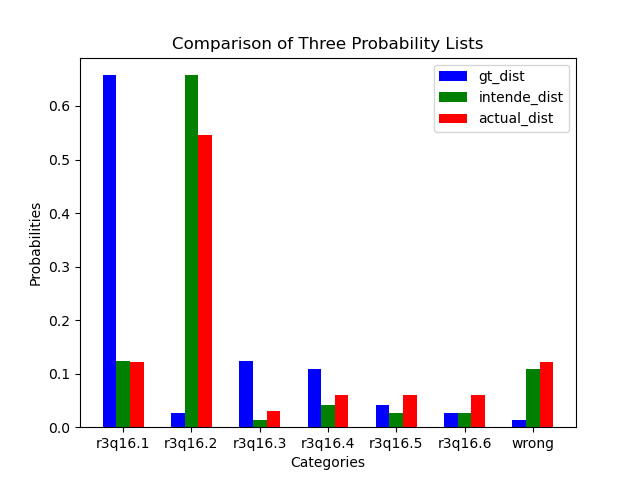 Comparison of Three Probability Lists
gt_dist
intende_dist
actual_dist
0.6
0.5
0.4
0.3
0.2
0.1
0.0
Probabilities
r3q16.1 r3q16.2 r3q16.3 r3q16.4 r3q16.5 r3q16.6 wrong
Categories